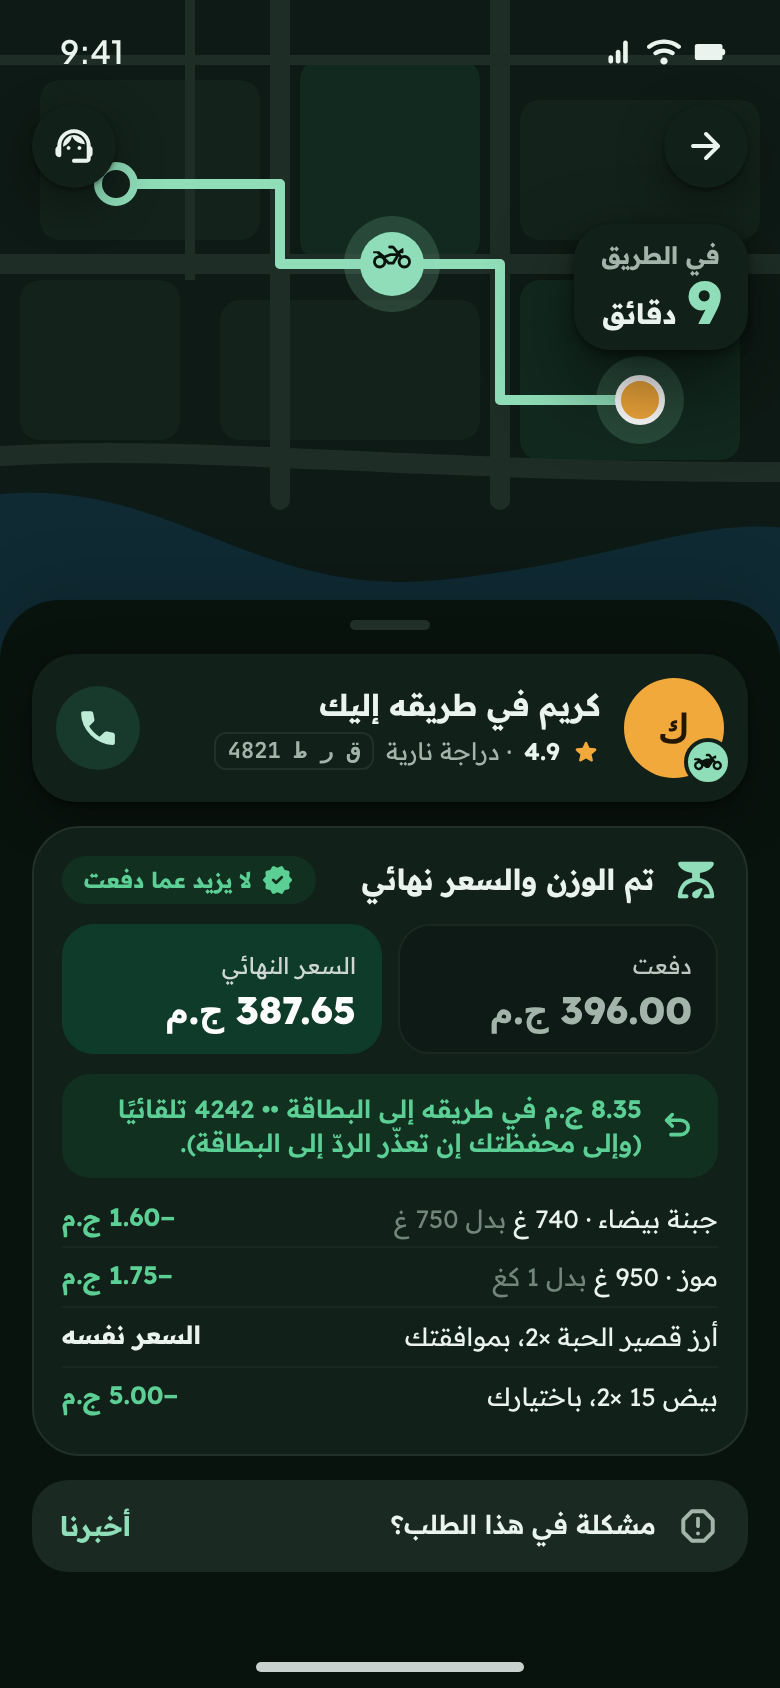 9:41
في الطريق
9 دقائق
كريم في طريقه إليك
ك
4.9 · دراجة نارية ق ر ط 4821
تم الوزن والسعر نهائي
لا يزيد عما دفعت
دفعت
396.00 ج.م
السعر النهائي
387.65 ج.م
8.35 ج.م في طريقه إلى البطاقة •• 4242 تلقائيًا
(وإلى محفظتك إن تعذّر الردّ إلى البطاقة).
جبنة بيضاء · 740 غ بدل 750 غ
−1.60 ج.م
موز · 950 غ بدل 1 كغ
−1.75 ج.م
أرز قصير الحبة ×2، بموافقتك
السعر نفسه
بيض 15 ×2، باختيارك
−5.00 ج.م
مشكلة في هذا الطلب؟
أخبرنا